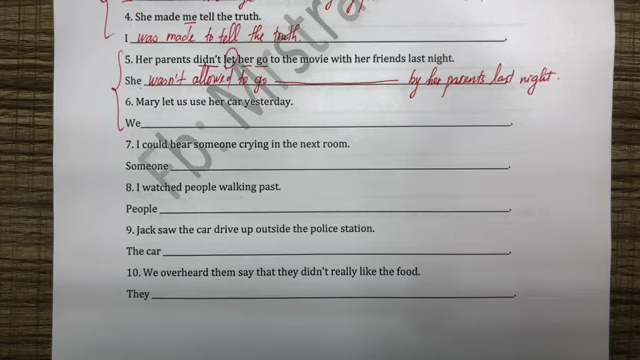 4. She made me tell the truth.
I was made to tell the truth.
5. Her parents didn't let her go to the movie with her friends last night.
She wasn't allowed to go by her parents last night.
6. Mary let us use her car yesterday.
We.
7. I could hear someone crying in the next room.
Someone.
8. I watched people walking past.
People.
9. Jack saw the car drive up outside the police station.
The car.
10. We overheard them say that they didn't really like the food.
They.
Fb: Mistra